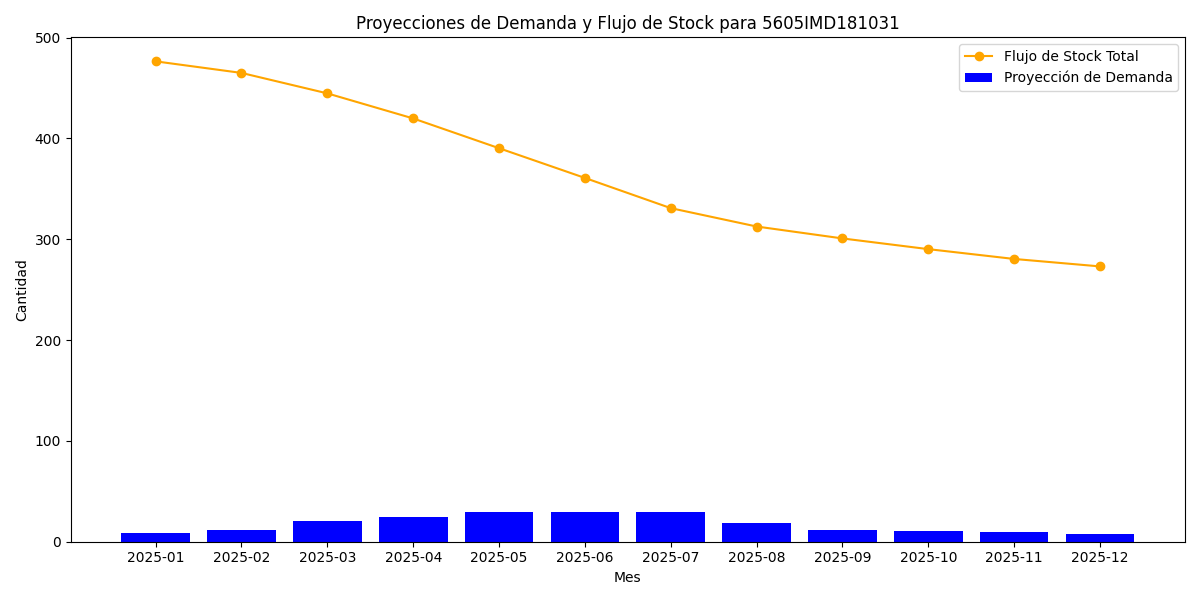 Proyecciones de Demanda y Flujo de Stock para 5605IMD181031
Flujo de Stock Total
Proyección de Demanda
Cantidad
500
400
300
200
100
0
2025-01 2025-02 2025-03 2025-04 2025-05 2025-06 2025-07 2025-08 2025-09 2025-10 2025-11 2025-12
Mes